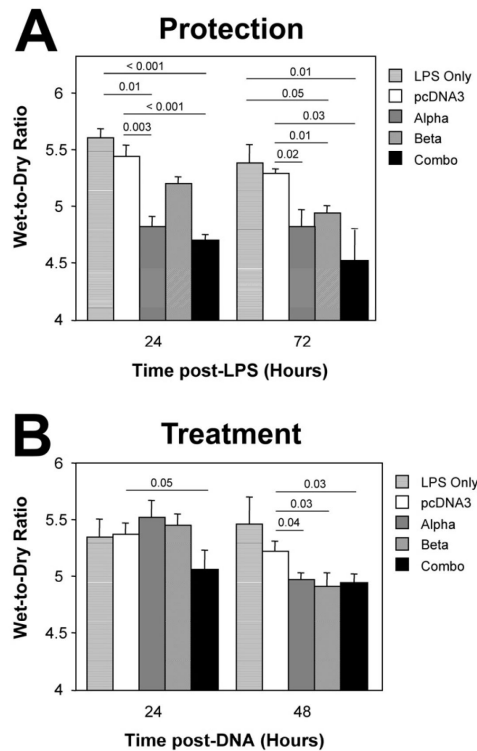 A Protection
< 0.001 0.01
0.01 0.05
< 0.001 0.03
0.003 0.01
0.02
6
5.5
5
4.5
4
Wet-to-Dry Ratio
24 72
Time post-LPS (Hours)
LPS Only
pcDNA3
Alpha
Beta
Combo
B Treatment
0.05 0.03
0.03
0.04
6
5.5
5
4.5
4
Wet-to-Dry Ratio
24 48
Time post-DNA (Hours)
LPS Only
pcDNA3
Alpha
Beta
Combo